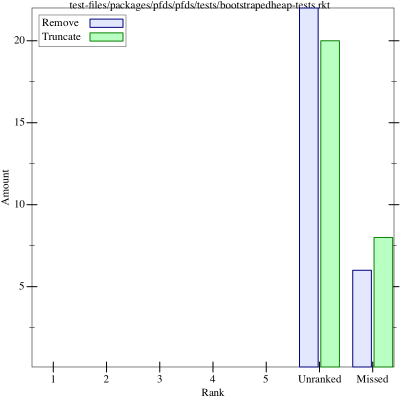 test-files/packages/pfds/pfds/tests/bootstrapedheap-tests.rkt
Remove
Truncate
20
15
10
5
Amount
1 2 3 4 5 Unranked Missed
Rank